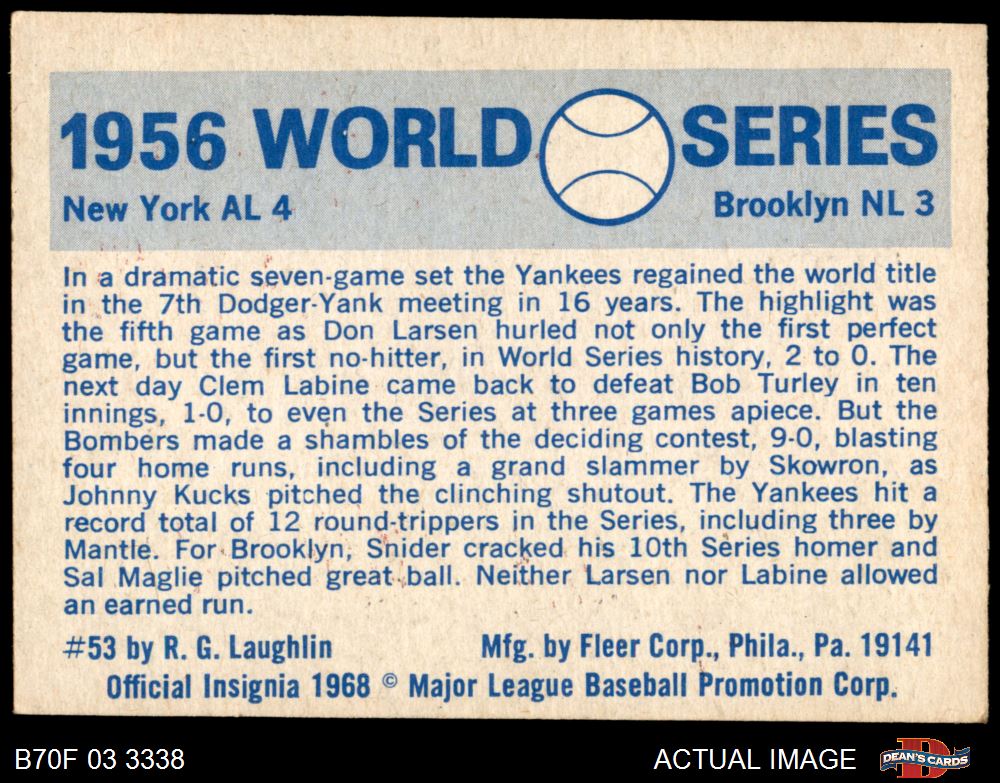 1956 WORLD SERIES
New York AL 4 Brooklyn NL 3
In a dramatic seven-game set the Yankees regained the world title
in the 7th Dodger-Yank meeting in 16 years. The highlight was
the fifth game as Don Larsen hurled not only the first perfect
game, but the first no-hitter, in World Series history, 2 to 0. The
next day Clem Labine came back to defeat Bob Turley in ten
innings, 1-0, to even the Series at three games apiece. But the
Bombers made a shambles of the deciding contest, 9-0, blasting
four home runs, including a grand slammer by Skowron, as
Johnny Kucks pitched the clinching shutout. The Yankees hit a
record total of 12 round-trippers in the Series, including three by
Mantle. For Brooklyn, Snider cracked his 10th Series homer and
Sal Maglie pitched great ball. Neither Larsen nor Labine allowed
an earned run.
#53 by R. G. Laughlin Mfg. by Fleer Corp., Phila., Pa. 19141
Official Insignia 1968 © Major League Baseball Promotion Corp.
B70F 03 3338 ACTUAL IMAGE D DEAN'S CARDS